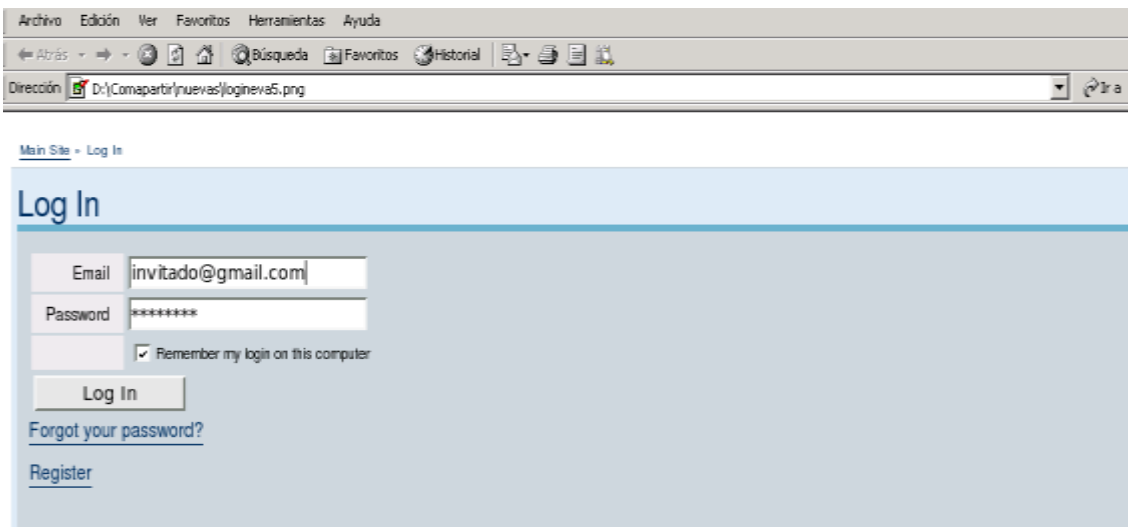 Archivo Edición Ver Favoritos Herramientas Ayuda
Atrás Búsqueda Favoritos Historial
Dirección D:\Comapartir\nuevas\logineva5.png Ir a
Main Site » Log In
Log In
Email invitado@gmail.com
Password ********
Remember my login on this computer
Log In
Forgot your password?
Register